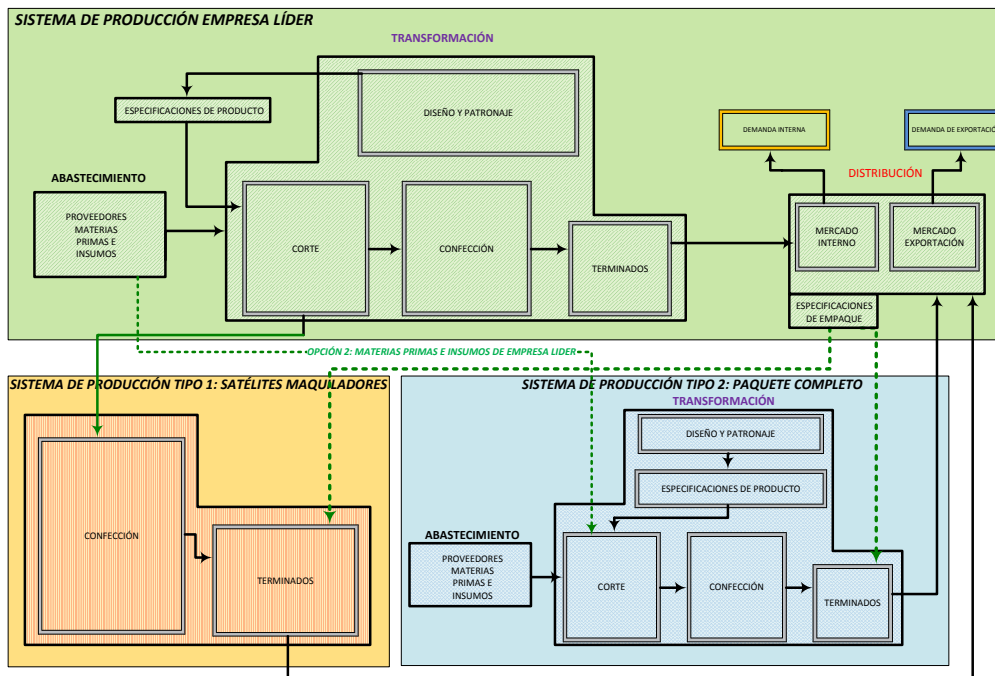 SISTEMA DE PRODUCCIÓN EMPRESA LÍDER
TRANSFORMACIÓN
ESPECIFICACIONES DE PRODUCTO
DISEÑO Y PATRONAJE
DEMANDA INTERNA
DEMANDA DE EXPORTACIÓ
ABASTECIMIENTO
DISTRIBUCIÓN
PROVEEDORES
MATERIAS
PRIMAS E
INSUMOS
CORTE
CONFECCIÓN
TERMINADOS
MERCADO
INTERNO
MERCADO
EXPORTACIÓN
ESPECIFICACIONES
DE EMPAQUE
OPCIÓN 2: MATERIAS PRIMAS E INSUMOS DE EMPRESA LIDER
SISTEMA DE PRODUCCIÓN TIPO 1: SATÉLITES MAQUILADORES
CONFECCIÓN
TERMINADOS
SISTEMA DE PRODUCCIÓN TIPO 2: PAQUETE COMPLETO
TRANSFORMACIÓN
DISEÑO Y PATRONAJE
ESPECIFICACIONES DE PRODUCTO
ABASTECIMIENTO
PROVEEDORES
MATERIAS
PRIMAS E
INSUMOS
CORTE
CONFECCIÓN
TERMINADOS